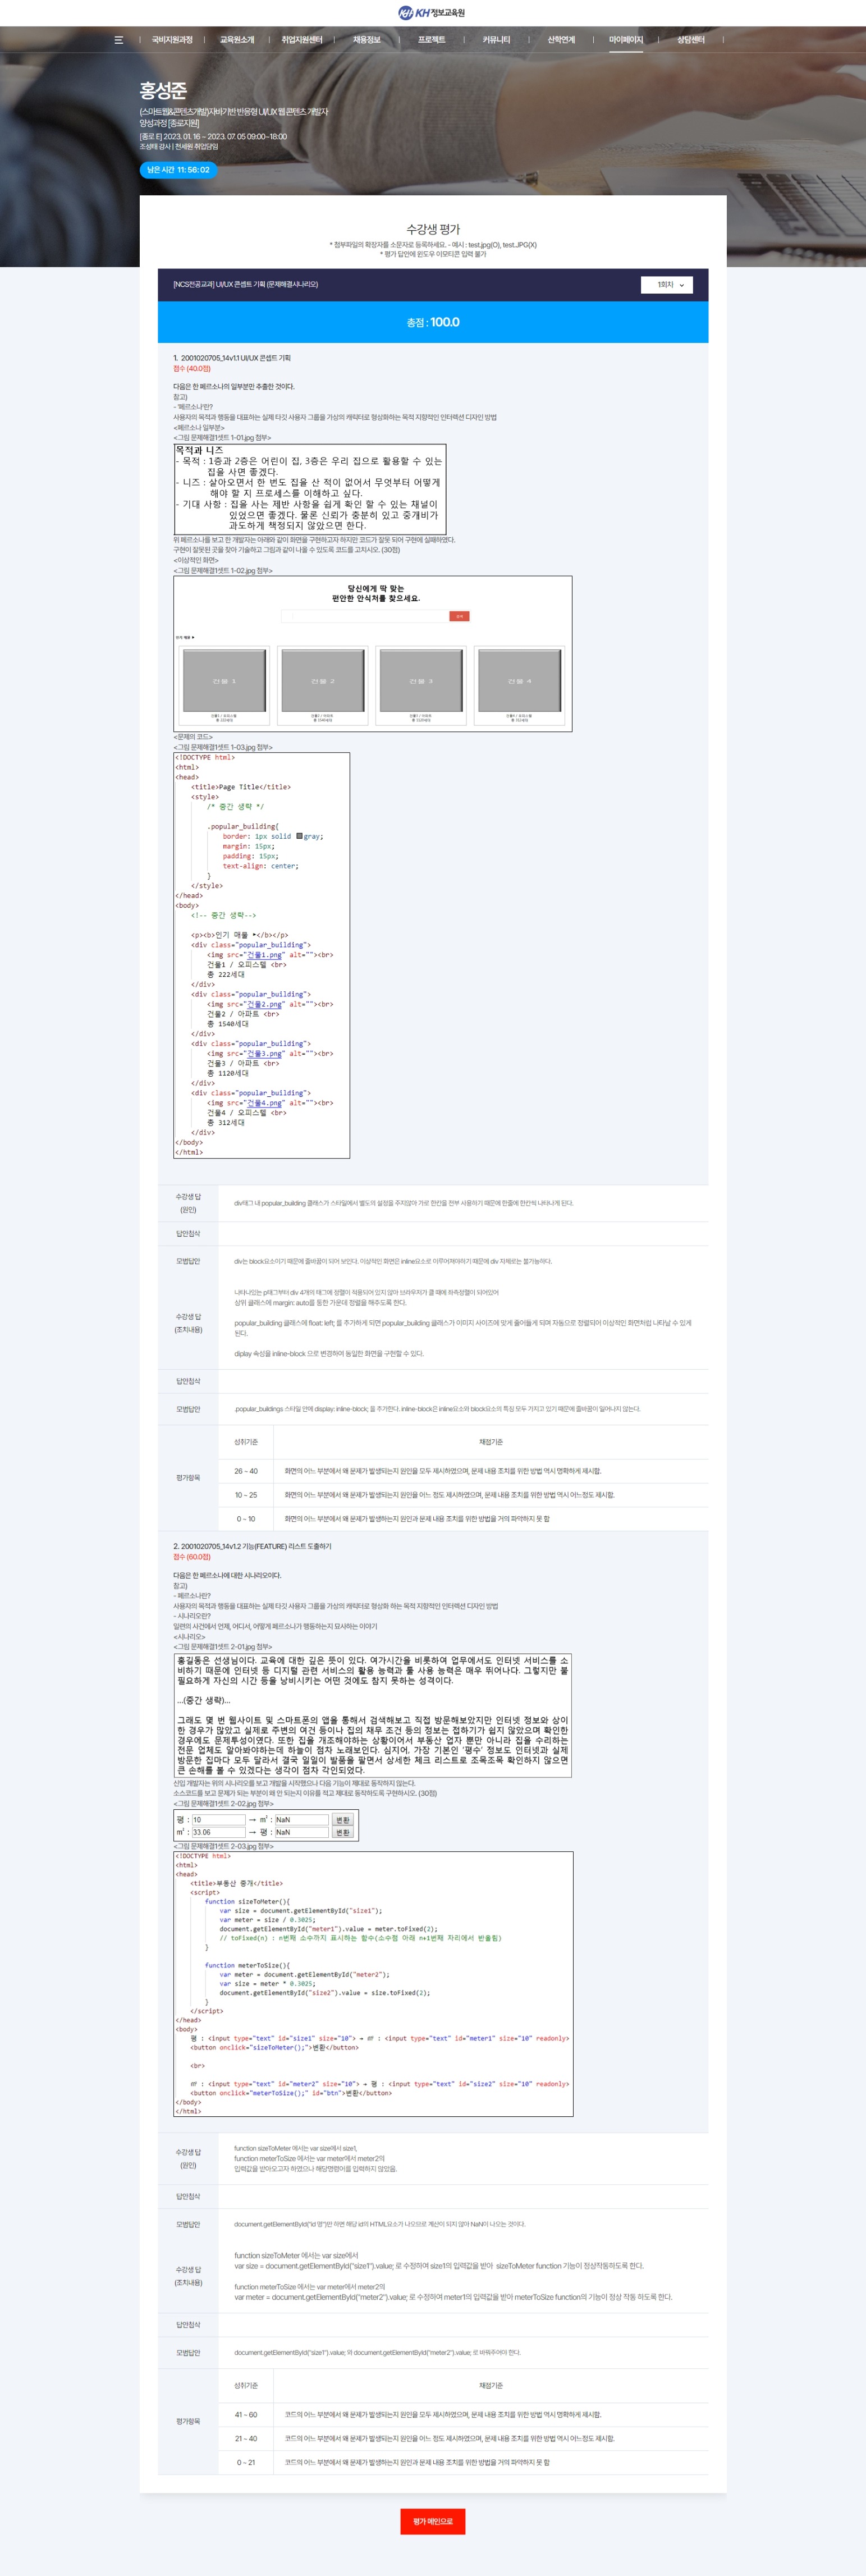 KH 정보교육원
국비지원과정 | 교육원소개 | 취업지원센터 | 채용정보 | 프로젝트 | 커뮤니티 | 산학연계 | 마이페이지 | 상담센터
홍성준
(스마트웹&콘텐츠개발)자바기반 반응형 UI/UX 웹 콘텐츠 개발자
양성과정 [종로지원]
[종로 E] 2023. 01. 16 ~ 2023. 07. 05 09:00~18:00
조성태 강사 | 천세원 취업담임
남은 시간 11: 56: 02
수강생 평가
* 첨부파일의 확장자를 소문자로 등록하세요. - 예시 : test.jpg(O), test.JPG(X)
* 평가 답안에 윈도우 이모티콘 입력 불가
[NCS전공교과] UI/UX 콘셉트 기획 (문제해결시나리오)
1회차
총점 : 100.0
1. 2001020705_14v1.1 UI/UX 콘셉트 기획
점수 (40.0점)
다음은 한 페르소나의 일부분만 추출한 것이다.
참고)
- '페르소나'란?
사용자의 목적과 행동을 대표하는 실제 타깃 사용자 그룹을 가상의 캐릭터로 형상화하는 목적 지향적인 인터랙션 디자인 방법
<페르소나 일부분>
<그림 문제해결1셋트 1-01.jpg 첨부>
목적과 니즈
- 목적 : 1층과 2층은 어린이 집, 3층은 우리 집으로 활용할 수 있는
집을 사면 좋겠다.
- 니즈 : 살아오면서 한 번도 집을 산 적이 없어서 무엇부터 어떻게
해야 할 지 프로세스를 이해하고 싶다.
- 기대 사항 : 집을 사는 제반 사항을 쉽게 확인 할 수 있는 채널이
있었으면 좋겠다. 물론 신뢰가 충분히 있고 중개비가
과도하게 책정되지 않았으면 한다.
위 페르소나를 보고 한 개발자는 아래와 같이 화면을 구현하고자 하지만 코드가 잘못 되어 구현에 실패하였다.
구현이 잘못된 곳을 찾아 기술하고 그림과 같이 나올 수 있도록 코드를 고치시오. (30점)
<이상적인 화면>
<그림 문제해결1셋트 1-02.jpg 첨부>
당신에게 딱 맞는
편안한 안식처를 찾으세요.
검색
인기 매물 ▶
건물 1
건물 2
건물 3
건물 4
건물1 / 오피스텔
건물2 / 아파트
건물3 / 아파트
건물4 / 오피스텔
총 222세대
총 1540세대
총 1120세대
총 312세대
<문제의 코드>
<그림 문제해결1셋트 1-03.jpg 첨부>
<!DOCTYPE html>
<html>
<head>
<title>Page Title</title>
<style>
/* 중간 생략 */
.popular_building{
border: 1px solid gray;
margin: 15px;
padding: 15px;
text-align: center;
}
</style>
</head>
<body>
<!-- 중간 생략-->
<p><b>인기 매물 ▶</b></p>
<div class="popular_building">
<img src="건물1.png" alt=""><br>
건물1 / 오피스텔 <br>
총 222세대
</div>
<div class="popular_building">
<img src="건물2.png" alt=""><br>
건물2 / 아파트 <br>
총 1540세대
</div>
<div class="popular_building">
<img src="건물3.png" alt=""><br>
건물3 / 아파트 <br>
총 1120세대
</div>
<div class="popular_building">
<img src="건물4.png" alt=""><br>
건물4 / 오피스텔 <br>
총 312세대
</div>
</body>
</html>
수강생 답
(원인)
div태그 내 popular_building 클래스가 스타일에서 별도의 설정을 주지않아 가로 한칸을 전부 사용하기 때문에 한줄에 한칸씩 나타나게 된다.
답안첨삭
모범답안
div는 block요소이기 때문에 줄바꿈이 되어 보인다. 이상적인 화면은 inline요소로 이루어져야하기 때문에 div 자체로는 불가능하다.
수강생 답
(조치내용)
나타나있는 p태그부터 div 4개의 태그에 정렬이 적용되어 있지 않아 브라우저가 클 때에 좌측정렬이 되어있어
상위 클래스에 margin: auto를 통한 가운데 정렬을 해주도록 한다.
popular_building 클래스에 float: left; 를 추가하게 되면 popular_building 클래스가 이미지 사이즈에 맞게 줄어들게 되며 자동으로 정렬되어 이상적인 화면처럼 나타날 수 있게
된다.
diplay 속성을 inline-block 으로 변경하여 동일한 화면을 구현할 수 있다.
답안첨삭
모범답안
.popular_buildings 스타일 안에 display: inline-block; 을 추가한다. inline-block은 inline요소와 block요소의 특징 모두 가지고 있기 때문에 줄바꿈이 일어나지 않는다.
평가항목
성취기준
채점기준
26 ~ 40
화면의 어느 부분에서 왜 문제가 발생되는지 원인을 모두 제시하였으며, 문제 내용 조치를 위한 방법 역시 명확하게 제시함.
10 ~ 25
화면의 어느 부분에서 왜 문제가 발생되는지 원인을 어느 정도 제시하였으며, 문제 내용 조치를 위한 방법 역시 어느정도 제시함.
0 ~ 10
화면의 어느 부분에서 왜 문제가 발생하는지 원인과 문제 내용 조치를 위한 방법을 거의 파악하지 못 함
2. 2001020705_14v1.2 기능(FEATURE) 리스트 도출하기
점수 (60.0점)
다음은 한 페르소나에 대한 시나리오이다.
참고)
- 페르소나란?
사용자의 목적과 행동을 대표하는 실제 타깃 사용자 그룹을 가상의 캐릭터로 형상화 하는 목적 지향적인 인터랙션 디자인 방법
- 시나리오란?
일련의 사건에서 언제, 어디서, 어떻게 페르소나가 행동하는지 묘사하는 이야기
<시나리오>
<그림 문제해결1셋트 2-01.jpg 첨부>
홍길동은 선생님이다. 교육에 대한 깊은 뜻이 있다. 여가시간을 비롯하여 업무에서도 인터넷 서비스를 소
비하기 때문에 인터넷 등 디지털 관련 서비스의 활용 능력과 툴 사용 능력은 매우 뛰어나다. 그렇지만 불
필요하게 자신의 시간 등을 낭비시키는 어떤 것에도 참지 못하는 성격이다.
...(중간 생략)...
그래도 몇 번 웹사이트 및 스마트폰의 앱을 통해서 검색해보고 직접 방문해보았지만 인터넷 정보와 상이
한 경우가 많았고 실제로 주변의 여건 등이나 집의 채무 조건 등의 정보는 접하기가 쉽지 않았으며 확인한
경우에도 문제투성이였다. 또한 집을 개조해야하는 상황이어서 부동산 업자 뿐만 아니라 집을 수리하는
전문 업체도 알아봐야하는데 하늘이 점차 노래보인다. 심지어, 가장 기본인 '평수' 정보도 인터넷과 실제
방문한 집마다 모두 달라서 결국 일일이 발품을 팔면서 상세한 체크 리스트로 조목조목 확인하지 않으면
큰 손해를 볼 수 있겠다는 생각이 점차 각인되었다.
신입 개발자는 위의 시나리오를 보고 개발을 시작했으나 다음 기능이 제대로 동작하지 않는다.
소스코드를 보고 문제가 되는 부분이 왜 안 되는지 이유를 적고 제대로 동작하도록 구현하시오. (30점)
<그림 문제해결1셋트 2-02.jpg 첨부>
평 : 10 → ㎡ : NaN 변환
㎡ : 33.06 → 평 : NaN 변환
<그림 문제해결1셋트 2-03.jpg 첨부>
<!DOCTYPE html>
<html>
<head>
<title>부동산 중개</title>
<script>
function sizeToMeter(){
var size = document.getElementById("size1");
var meter = size / 0.3025;
document.getElementById("meter1").value = meter.toFixed(2);
// toFixed(n) : n번째 소수까지 표시하는 함수(소수점 아래 n+1번째 자리에서 반올림)
}
function meterToSize(){
var meter = document.getElementById("meter2");
var size = meter * 0.3025;
document.getElementById("size2").value = size.toFixed(2);
}
</script>
</head>
<body>
평 : <input type="text" id="size1" size="10"> → ㎡ : <input type="text" id="meter1" size="10" readonly>
<button onclick="sizeToMeter();">변환</button>
<br>
㎡ : <input type="text" id="meter2" size="10"> → 평 : <input type="text" id="size2" size="10" readonly>
<button onclick="meterToSize();" id="btn">변환</button>
</body>
</html>
수강생 답
(원인)
function sizeToMeter 에서는 var size에서 size1,
function meterToSize 에서는 var meter에서 meter2의
입력값을 받아오고자 하였으나 해당명령어를 입력하지 않았음.
답안첨삭
모범답안
document.getElementById("id 명")만 하면 해당 id의 HTML요소가 나오므로 계산이 되지 않아 NaN이 나오는 것이다.
수강생 답
(조치내용)
function sizeToMeter 에서는 var size에서
var size = document.getElementById("size1").value; 로 수정하여 size1의 입력값을 받아 sizeToMeter function 기능이 정상작동하도록 한다.
function meterToSize 에서는 var meter에서 meter2의
var meter = document.getElementById("meter2").value; 로 수정하여 meter1의 입력값을 받아 meterToSize function의 기능이 정상 작동 하도록 한다.
답안첨삭
모범답안
document.getElementById("size1").value; 와 document.getElementById("meter2").value; 로 바꿔주어야 한다.
평가항목
성취기준
채점기준
41 ~ 60
코드의 어느 부분에서 왜 문제가 발생되는지 원인을 모두 제시하였으며, 문제 내용 조치를 위한 방법 역시 명확하게 제시함.
21 ~ 40
코드의 어느 부분에서 왜 문제가 발생되는지 원인을 어느 정도 제시하였으며, 문제 내용 조치를 위한 방법 역시 어느정도 제시함.
0 ~ 21
코드의 어느 부분에서 왜 문제가 발생하는지 원인과 문제 내용 조치를 위한 방법을 거의 파악하지 못 함
평가 메인으로